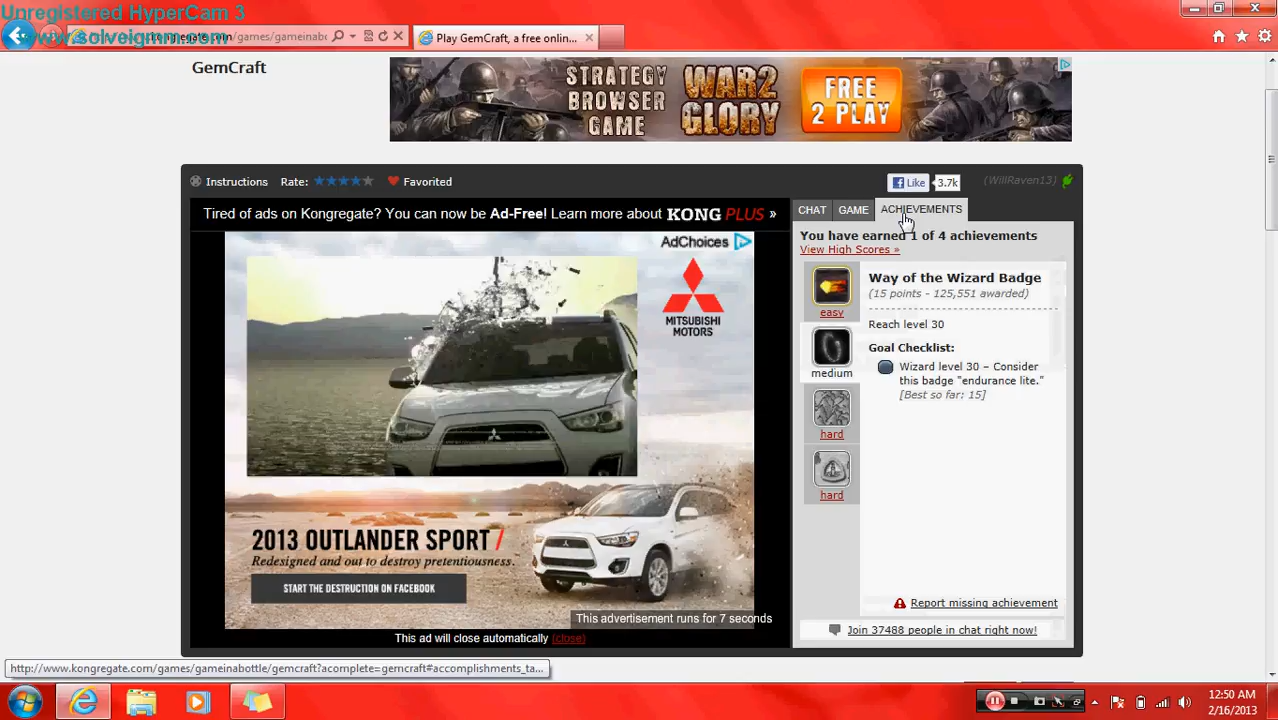 Unregistered HyperCam 3
www.solveigmm.com
egate.com/games/gameinabo
Play GemCraft, a free onlin...
GemCraft
STRATEGY
BROWSER
GAME
WAR2
GLORY
FREE
2 PLAY
Instructions Rate: Favorited
Like 3.7k (WillRaven13)
Tired of ads on Kongregate? You can now be Ad-Free! Learn more about KONG PLUS »
CHAT GAME ACHIEVEMENTS
You have earned 1 of 4 achievements
View High Scores »
AdChoices
MITSUBISHI
MOTORS
easy
medium
hard
hard
Way of the Wizard Badge
(15 points - 125,551 awarded)
Reach level 30
Goal Checklist:
Wizard level 30 – Consider
this badge "endurance lite."
[Best so far: 15]
2013 OUTLANDER SPORT /
Redesigned and out to destroy pretentiousness.
START THE DESTRUCTION ON FACEBOOK
This advertisement runs for 7 seconds
This ad will close automatically (close)
Report missing achievement
Join 37488 people in chat right now!
http://www.kongregate.com/games/gameinabottle/gemcraft?acomplete=gemcraft#accomplishments_ta...
12:50 AM
2/16/2013